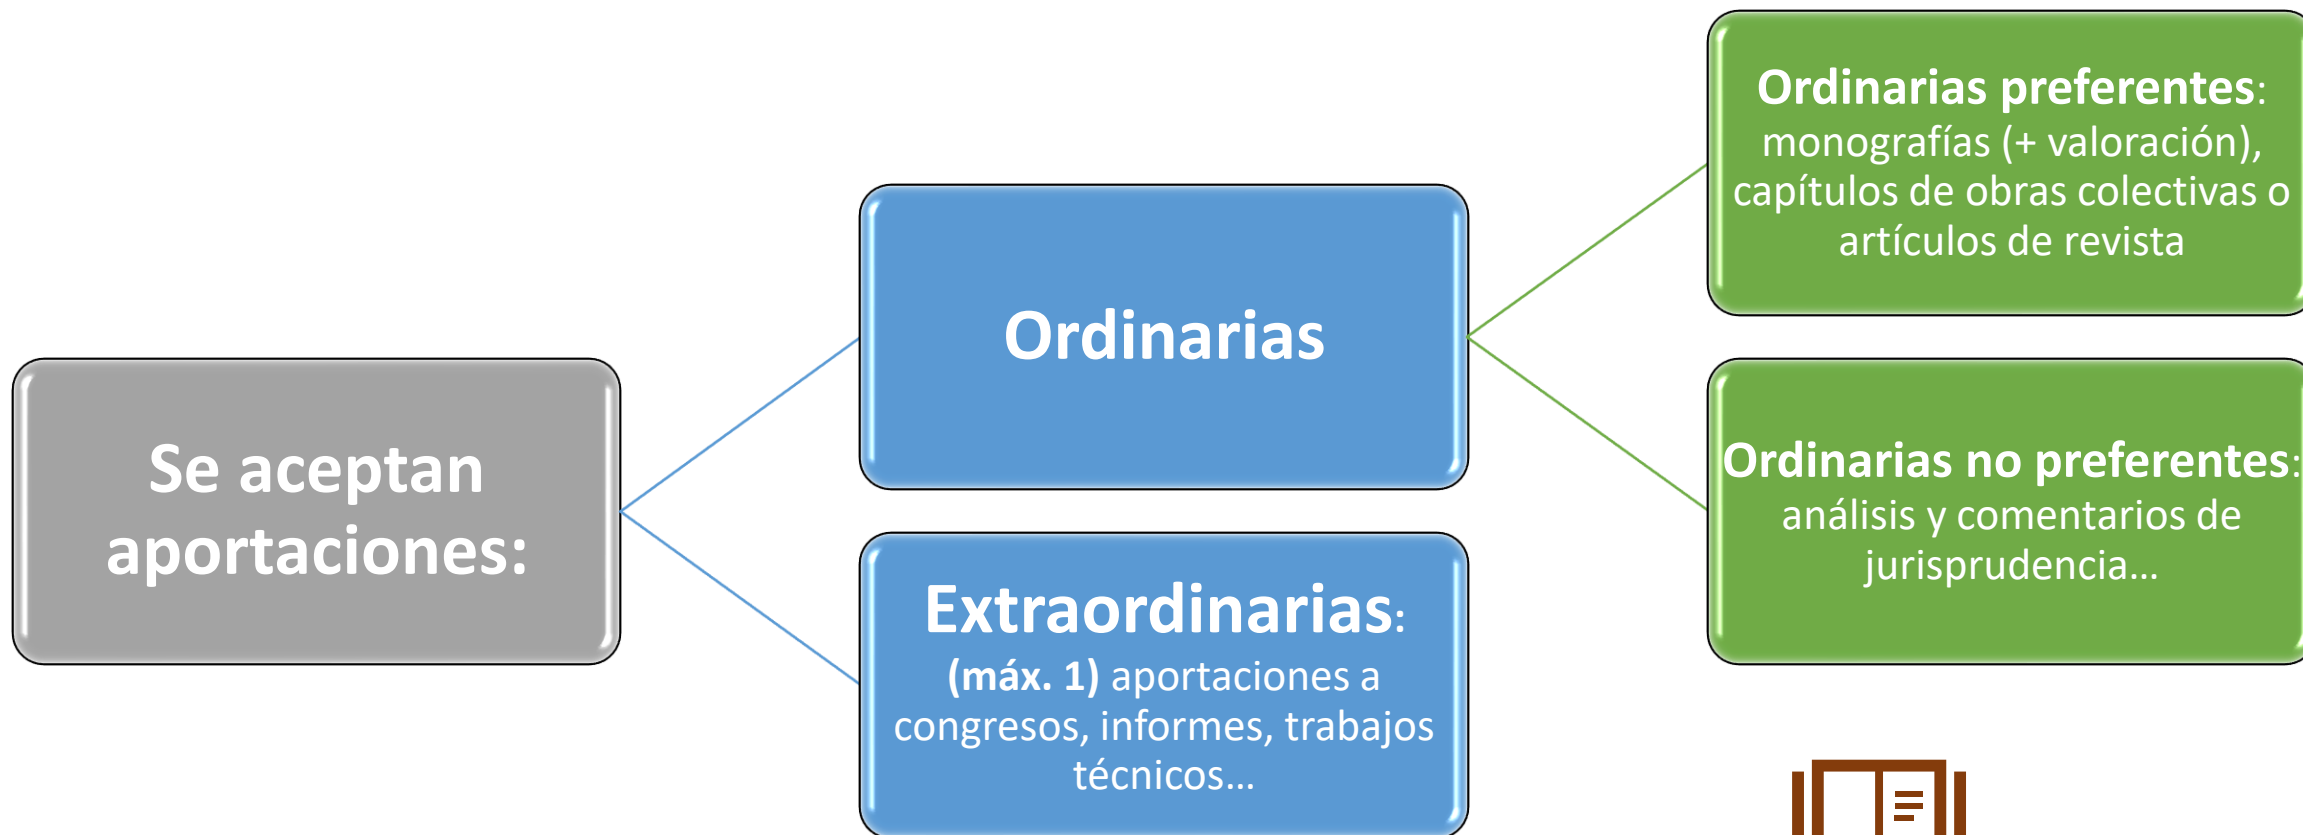 Se aceptan
aportaciones:
Ordinarias
Extraordinarias:
(máx. 1) aportaciones a
congresos, informes, trabajos
técnicos…
Ordinarias preferentes:
monografías (+ valoración),
capítulos de obras colectivas o
artículos de revista
Ordinarias no preferentes:
análisis y comentarios de
jurisprudencia…